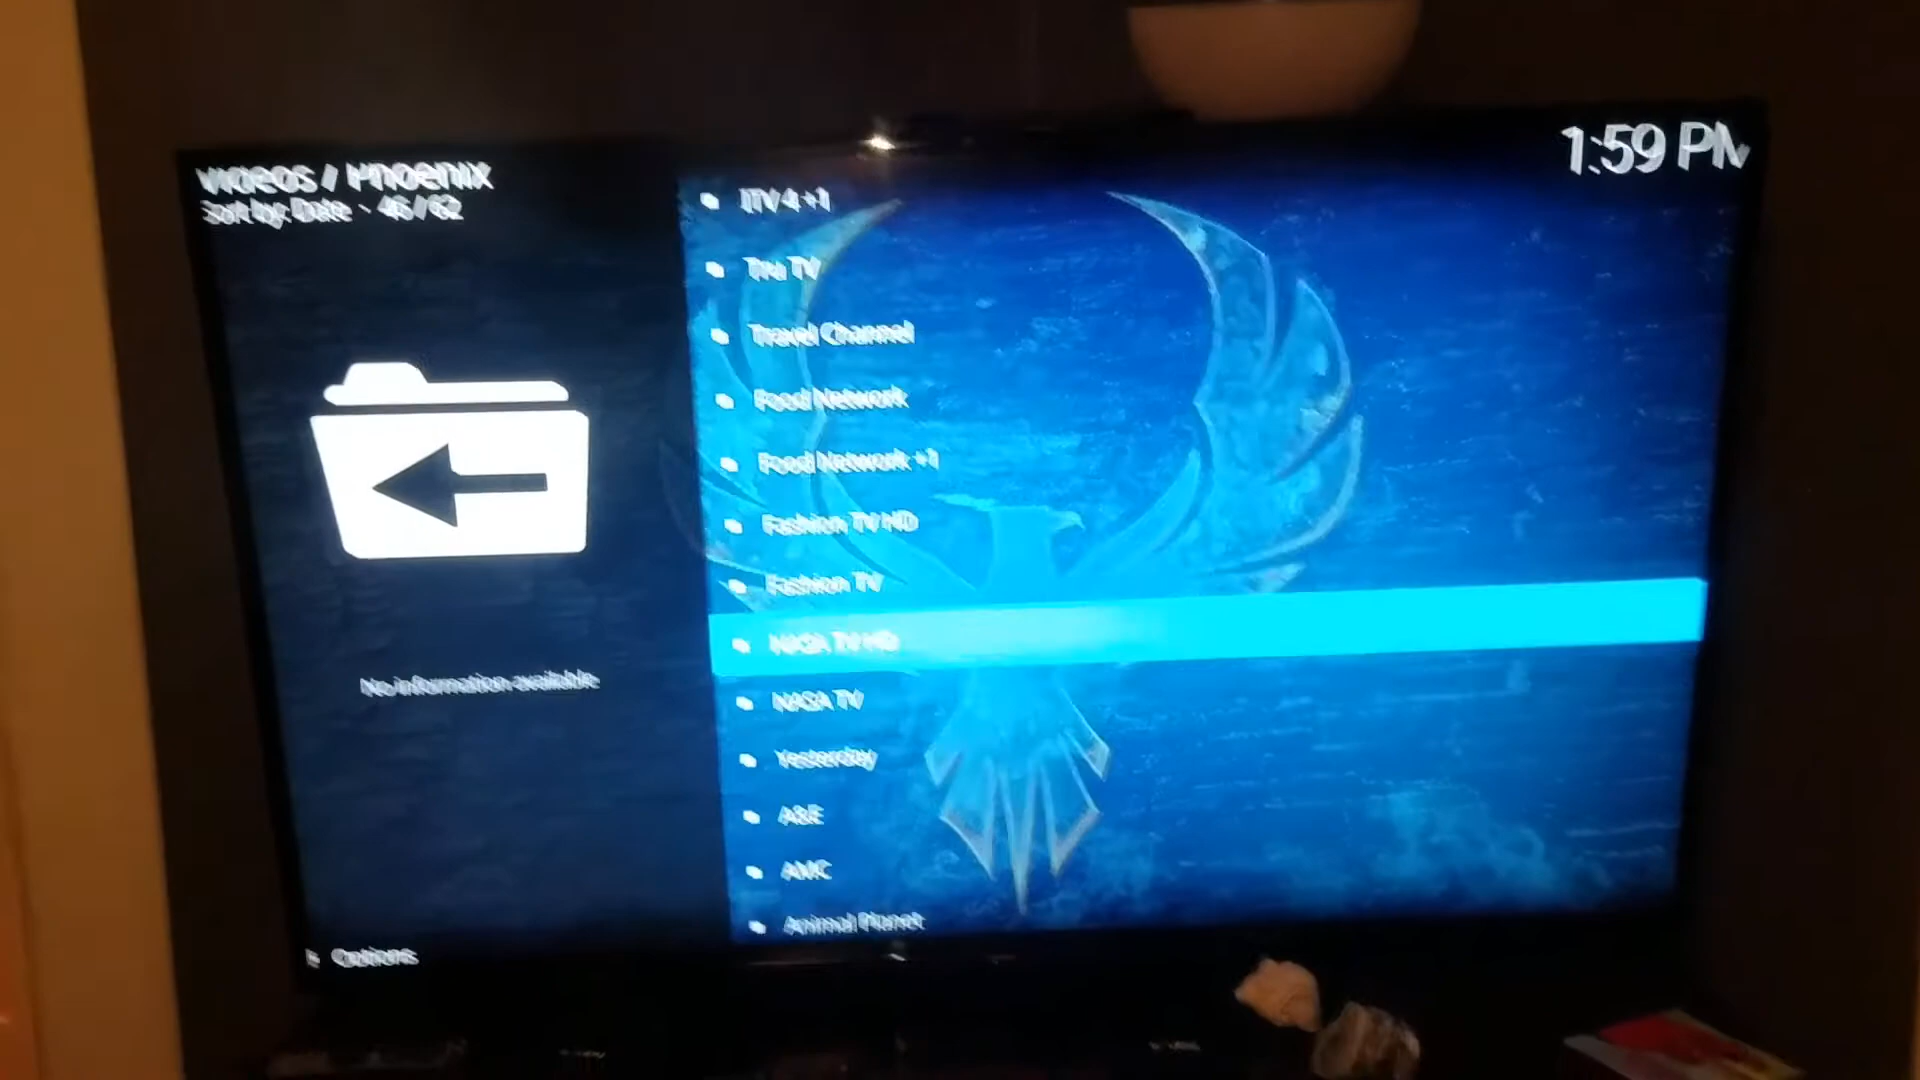 Videos / Phoenix
Sort by: Date · 46 / 62
1:59 PM
ITV 4 +1
Tru TV
Travel Channel
Food Network
Food Network +1
Fashion TV HD
Fashion TV
NASA TV HD
NASA TV
Yesterday
A&E
AMC
Animal Planet
No information available
Options